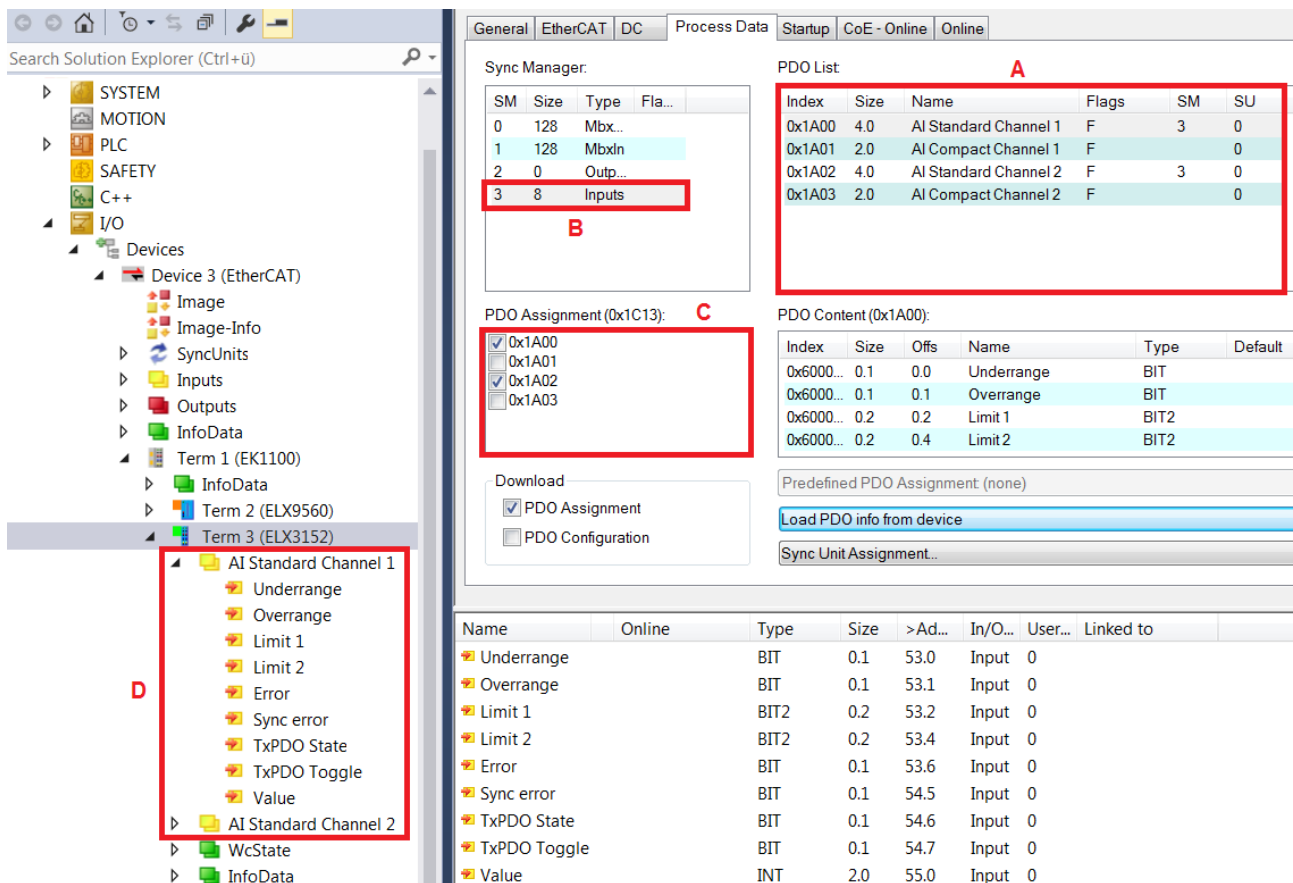 Search Solution Explorer (Ctrl+ü)
SYSTEM
MOTION
PLC
SAFETY
C++
I/O
Devices
Device 3 (EtherCAT)
Image
Image-Info
SyncUnits
Inputs
Outputs
InfoData
Term 1 (EK1100)
InfoData
Term 2 (ELX9560)
Term 3 (ELX3152)
AI Standard Channel 1
Underrange
Overrange
Limit 1
Limit 2
Error
D
Sync error
TxPDO State
TxPDO Toggle
Value
AI Standard Channel 2
WcState
InfoData
General EtherCAT DC Process Data Startup CoE - Online Online
Sync Manager:
SM Size Type Fla...
0 128 Mbx...
1 128 MbxIn
2 0 Outp...
3 8 Inputs
B
PDO List:
A
Index Size Name Flags SM SU
0x1A00 4.0 AI Standard Channel 1 F 3 0
0x1A01 2.0 AI Compact Channel 1 F 0
0x1A02 4.0 AI Standard Channel 2 F 3 0
0x1A03 2.0 AI Compact Channel 2 F 0
PDO Assignment (0x1C13):
C
0x1A00
0x1A01
0x1A02
0x1A03
PDO Content (0x1A00):
Index Size Offs Name Type Default
0x6000... 0.1 0.0 Underrange BIT
0x6000... 0.1 0.1 Overrange BIT
0x6000... 0.2 0.2 Limit 1 BIT2
0x6000... 0.2 0.4 Limit 2 BIT2
Download
PDO Assignment
PDO Configuration
Predefined PDO Assignment: (none)
Load PDO info from device
Sync Unit Assignment...
Name Online Type Size >Ad... In/O... User... Linked to
Underrange BIT 0.1 53.0 Input 0
Overrange BIT 0.1 53.1 Input 0
Limit 1 BIT2 0.2 53.2 Input 0
Limit 2 BIT2 0.2 53.4 Input 0
Error BIT 0.1 53.6 Input 0
Sync error BIT 0.1 54.5 Input 0
TxPDO State BIT 0.1 54.6 Input 0
TxPDO Toggle BIT 0.1 54.7 Input 0
Value INT 2.0 55.0 Input 0